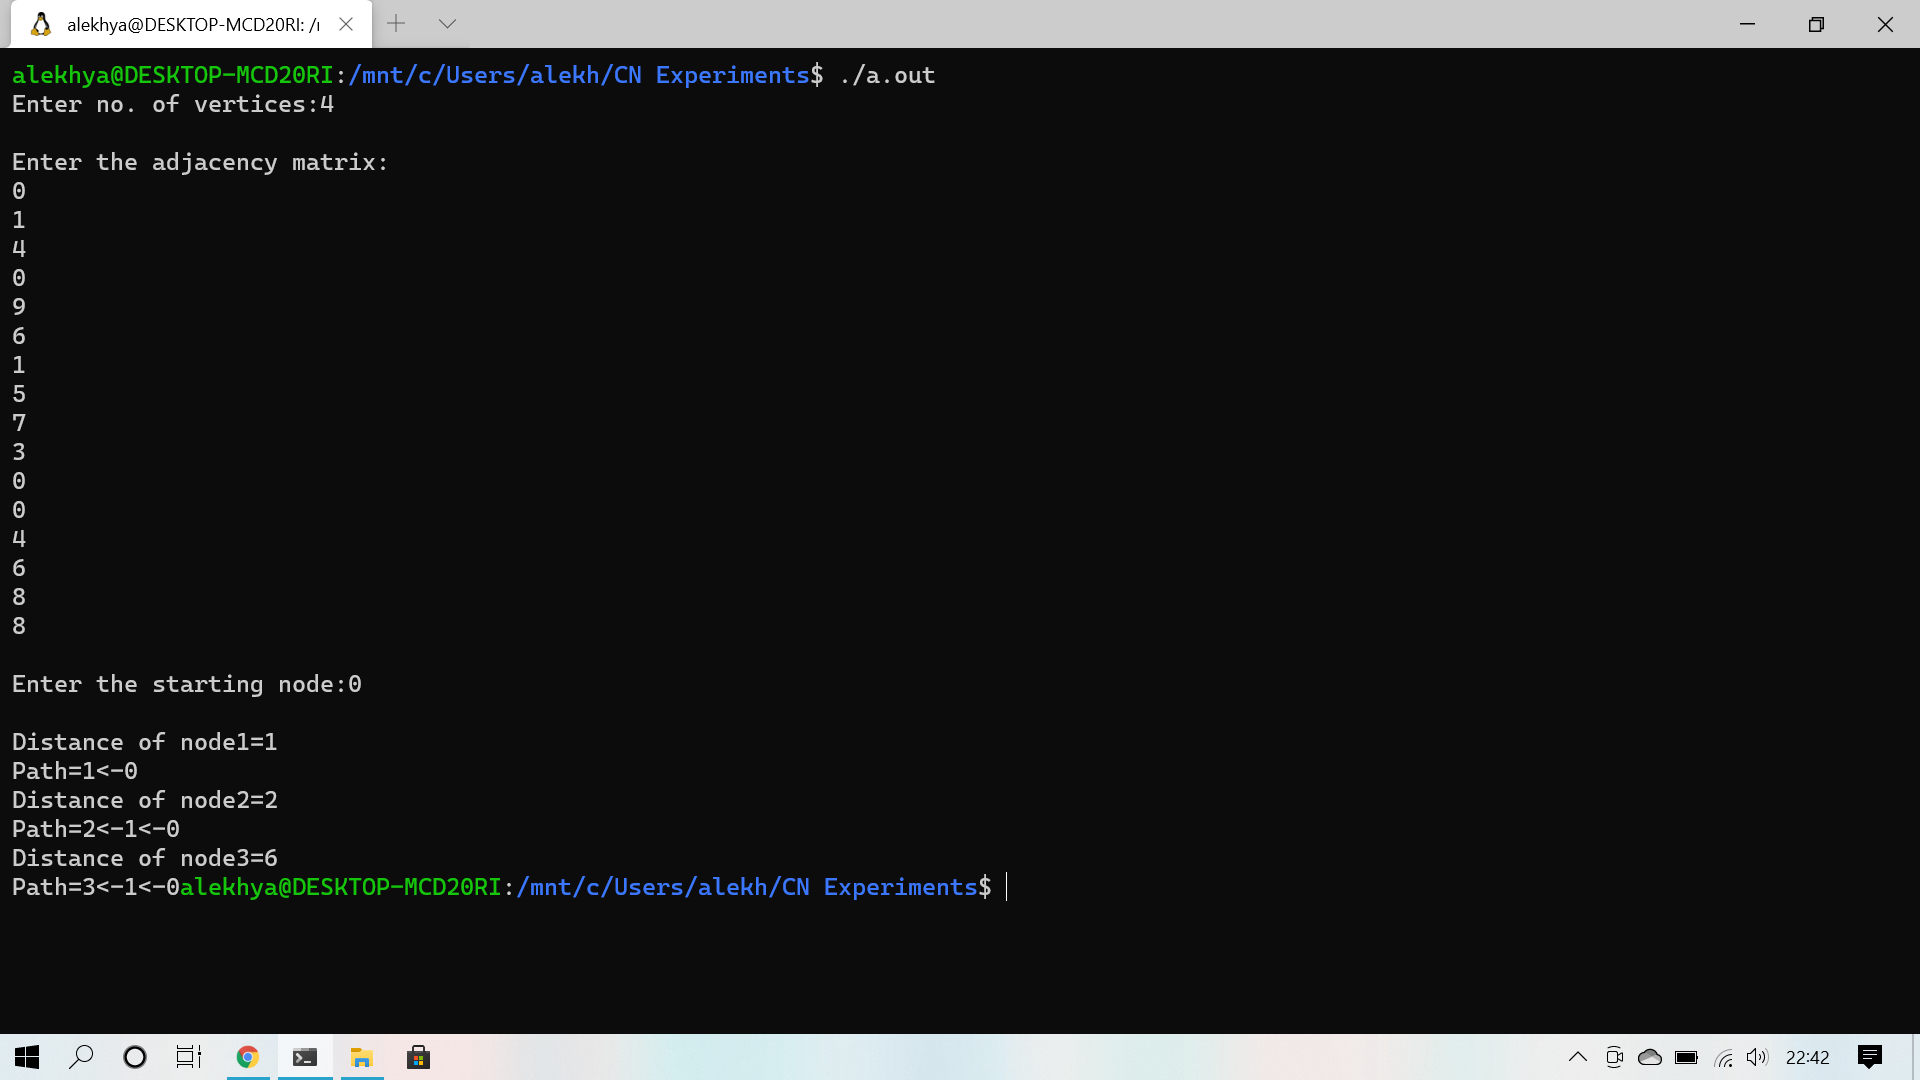 alekhya@DESKTOP-MCD20RI: /
alekhya@DESKTOP-MCD20RI:/mnt/c/Users/alekh/CN Experiments$ ./a.out
Enter no. of vertices:4
Enter the adjacency matrix:
0
1
4
0
9
6
1
5
7
3
0
0
4
6
8
8
Enter the starting node:0
Distance of node1=1
Path=1<-0
Distance of node2=2
Path=2<-1<-0
Distance of node3=6
Path=3<-1<-0alekhya@DESKTOP-MCD20RI:/mnt/c/Users/alekh/CN Experiments$
22:42